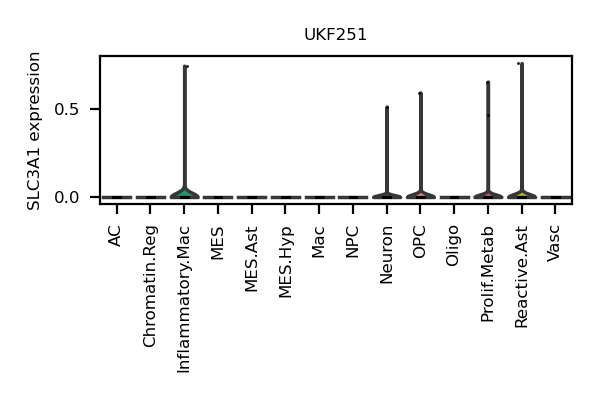 UKF251
SLC3A1 expression
0.5
0.0
AC
Chromatin.Reg
Inflammatory.Mac
MES
MES.Ast
MES.Hyp
Mac
NPC
Neuron
OPC
Oligo
Prolif.Metab
Reactive.Ast
Vasc